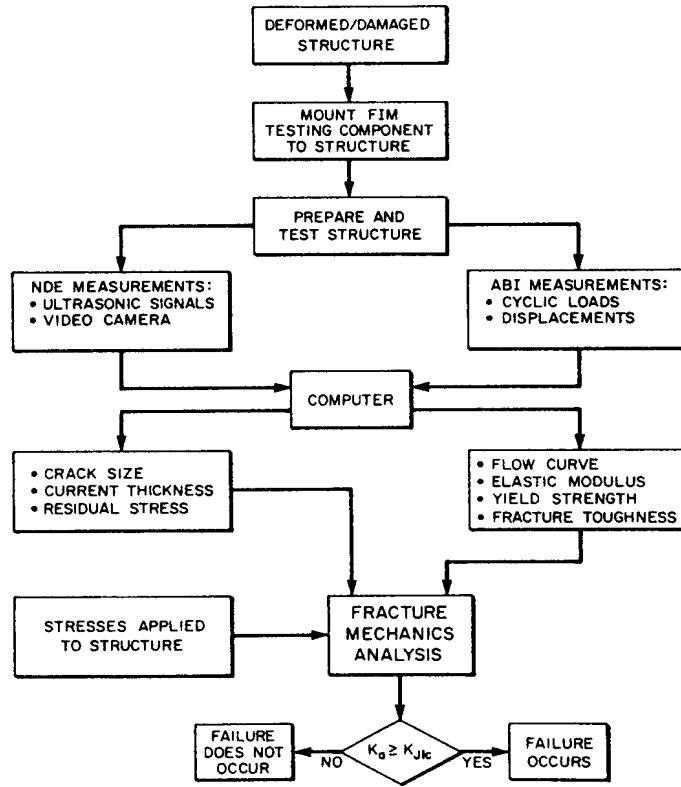 DEFORMED/DAMAGED
STRUCTURE
MOUNT FIM
TESTING COMPONENT
TO STRUCTURE
PREPARE AND
TEST STRUCTURE
NDE MEASUREMENTS:
• ULTRASONIC SIGNALS
• VIDEO CAMERA
ABI MEASUREMENTS:
• CYCLIC LOADS
• DISPLACEMENTS
COMPUTER
• CRACK SIZE
• CURRENT THICKNESS
• RESIDUAL STRESS
• FLOW CURVE
• ELASTIC MODULUS
• YIELD STRENGTH
• FRACTURE TOUGHNESS
STRESSES APPLIED
TO STRUCTURE
FRACTURE
MECHANICS
ANALYSIS
FAILURE
DOES NOT
OCCUR
NO
Ka ≥ KJIc
YES
FAILURE
OCCURS